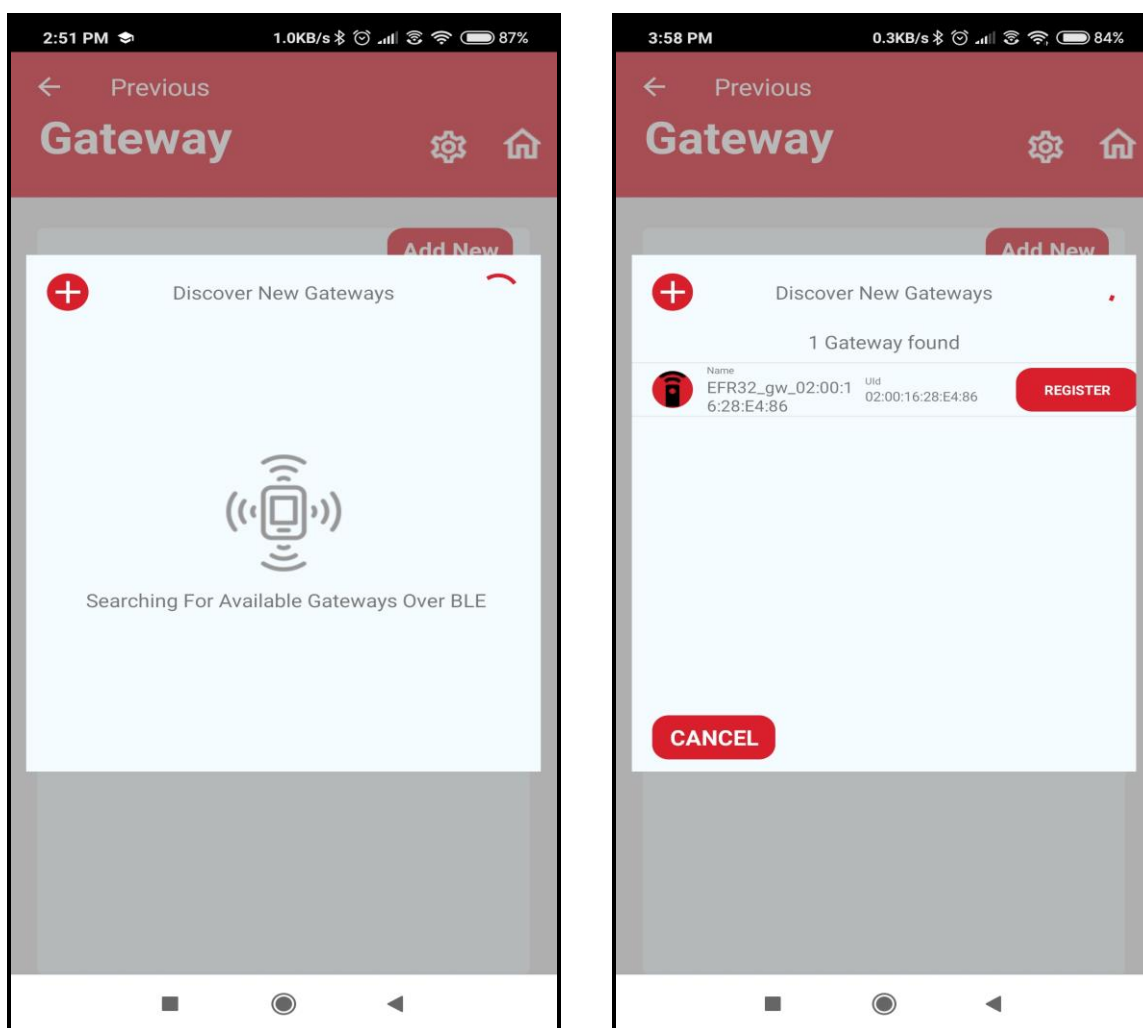 2:51 PM 1.0KB/s 87%
Previous
Gateway
Add New
Discover New Gateways
Searching For Available Gateways Over BLE
3:58 PM 0.3KB/s 84%
Previous
Gateway
Add New
Discover New Gateways
1 Gateway found
Name
EFR32_gw_02:00:1
6:28:E4:86
UId
02:00:16:28:E4:86
REGISTER
CANCEL